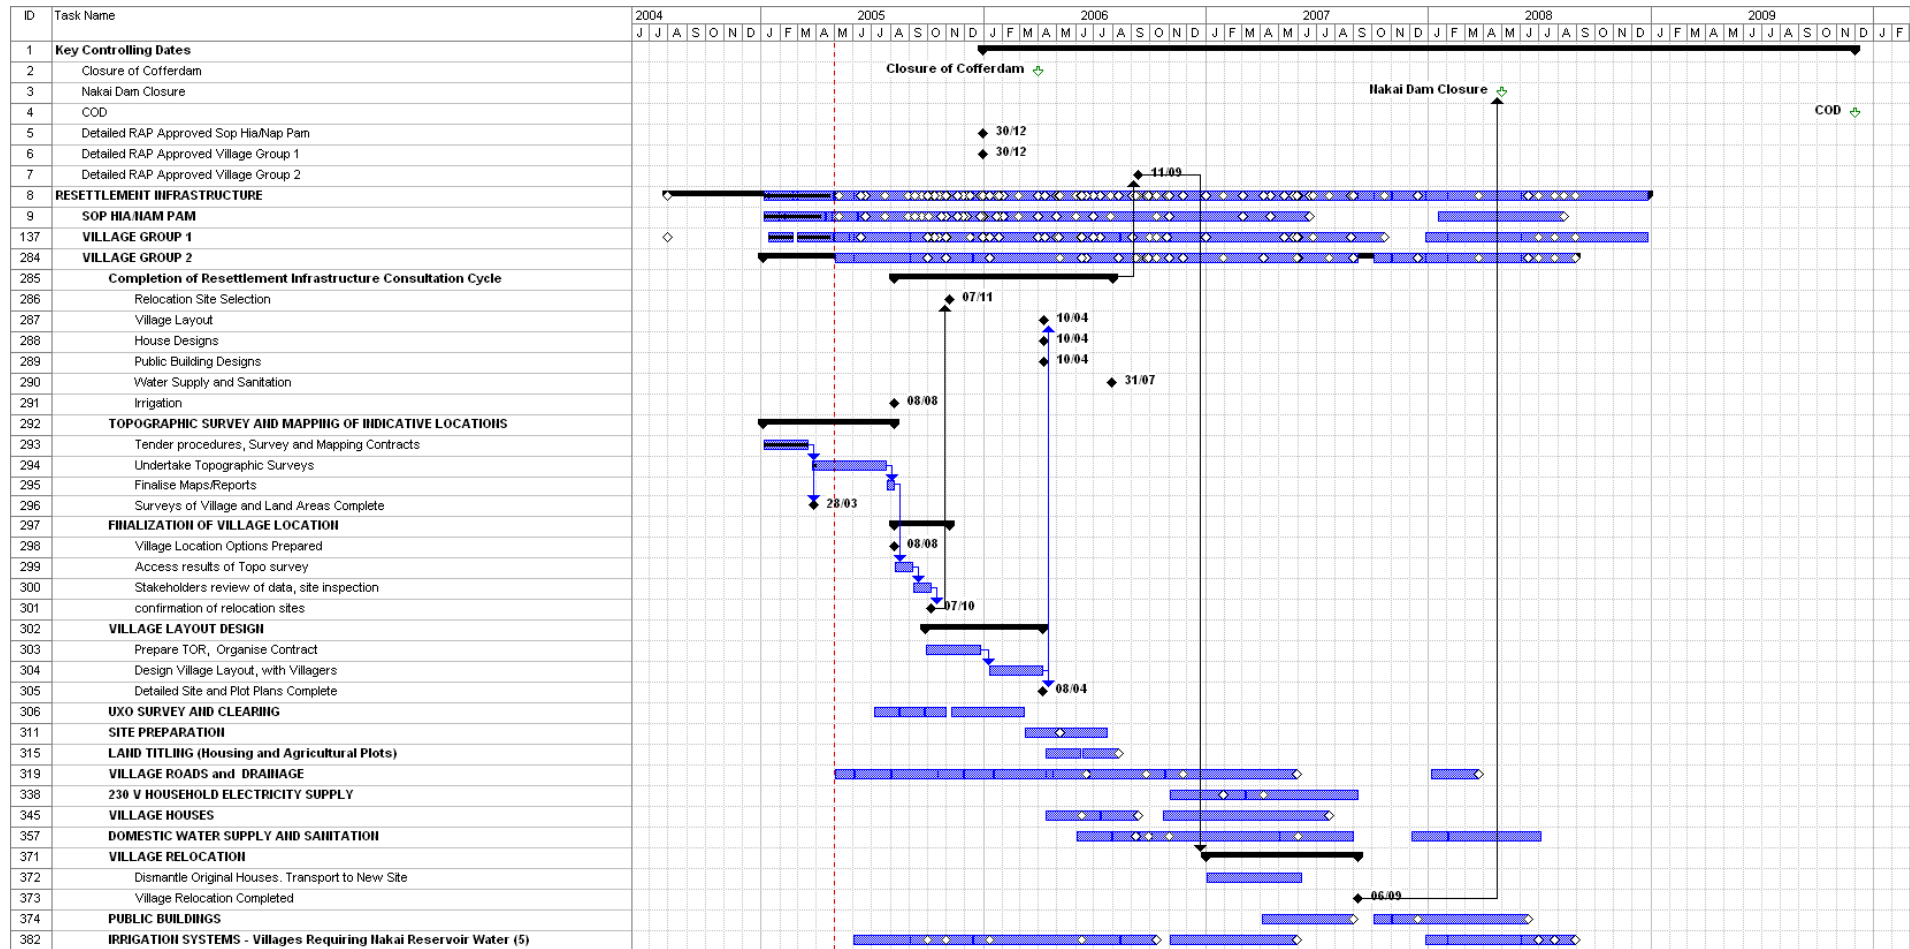 ID Task Name 2004 2005 2006 2007 2008 2009
J J A S O N D J F M A M J J A S O N D J F M A M J J A S O N D J F M A M J J A S O N D J F M A M J J A S O N D J F M A M J J A S O N D J F
1 Key Controlling Dates
2 Closure of Cofferdam Closure of Cofferdam
3 Nakai Dam Closure Nakai Dam Closure
4 COD COD
5 Detailed RAP Approved Sop Hia/Nap Pam 30/12
6 Detailed RAP Approved Village Group 1 30/12
7 Detailed RAP Approved Village Group 2 11/09
8 RESETTLEMENT INFRASTRUCTURE
9 SOP HIA/NAM PAM
137 VILLAGE GROUP 1
284 VILLAGE GROUP 2
285 Completion of Resettlement Infrastructure Consultation Cycle
286 Relocation Site Selection 07/11
287 Village Layout 10/04
288 House Designs 10/04
289 Public Building Designs 10/04
290 Water Supply and Sanitation 31/07
291 Irrigation 08/08
292 TOPOGRAPHIC SURVEY AND MAPPING OF INDICATIVE LOCATIONS
293 Tender procedures, Survey and Mapping Contracts
294 Undertake Topographic Surveys
295 Finalise Maps/Reports
296 Surveys of Village and Land Areas Complete 28/03
297 FINALIZATION OF VILLAGE LOCATION
298 Village Location Options Prepared 08/08
299 Access results of Topo survey
300 Stakeholders review of data, site inspection
301 confirmation of relocation sites 07/10
302 VILLAGE LAYOUT DESIGN
303 Prepare TOR, Organise Contract
304 Design Village Layout, with Villagers
305 Detailed Site and Plot Plans Complete 08/04
306 UXO SURVEY AND CLEARING
311 SITE PREPARATION
315 LAND TITLING (Housing and Agricultural Plots)
319 VILLAGE ROADS and DRAINAGE
338 230 V HOUSEHOLD ELECTRICITY SUPPLY
345 VILLAGE HOUSES
357 DOMESTIC WATER SUPPLY AND SANITATION
371 VILLAGE RELOCATION
372 Dismantle Original Houses. Transport to New Site
373 Village Relocation Completed 06/09
374 PUBLIC BUILDINGS
382 IRRIGATION SYSTEMS - Villages Requiring Nakai Reservoir Water (5)